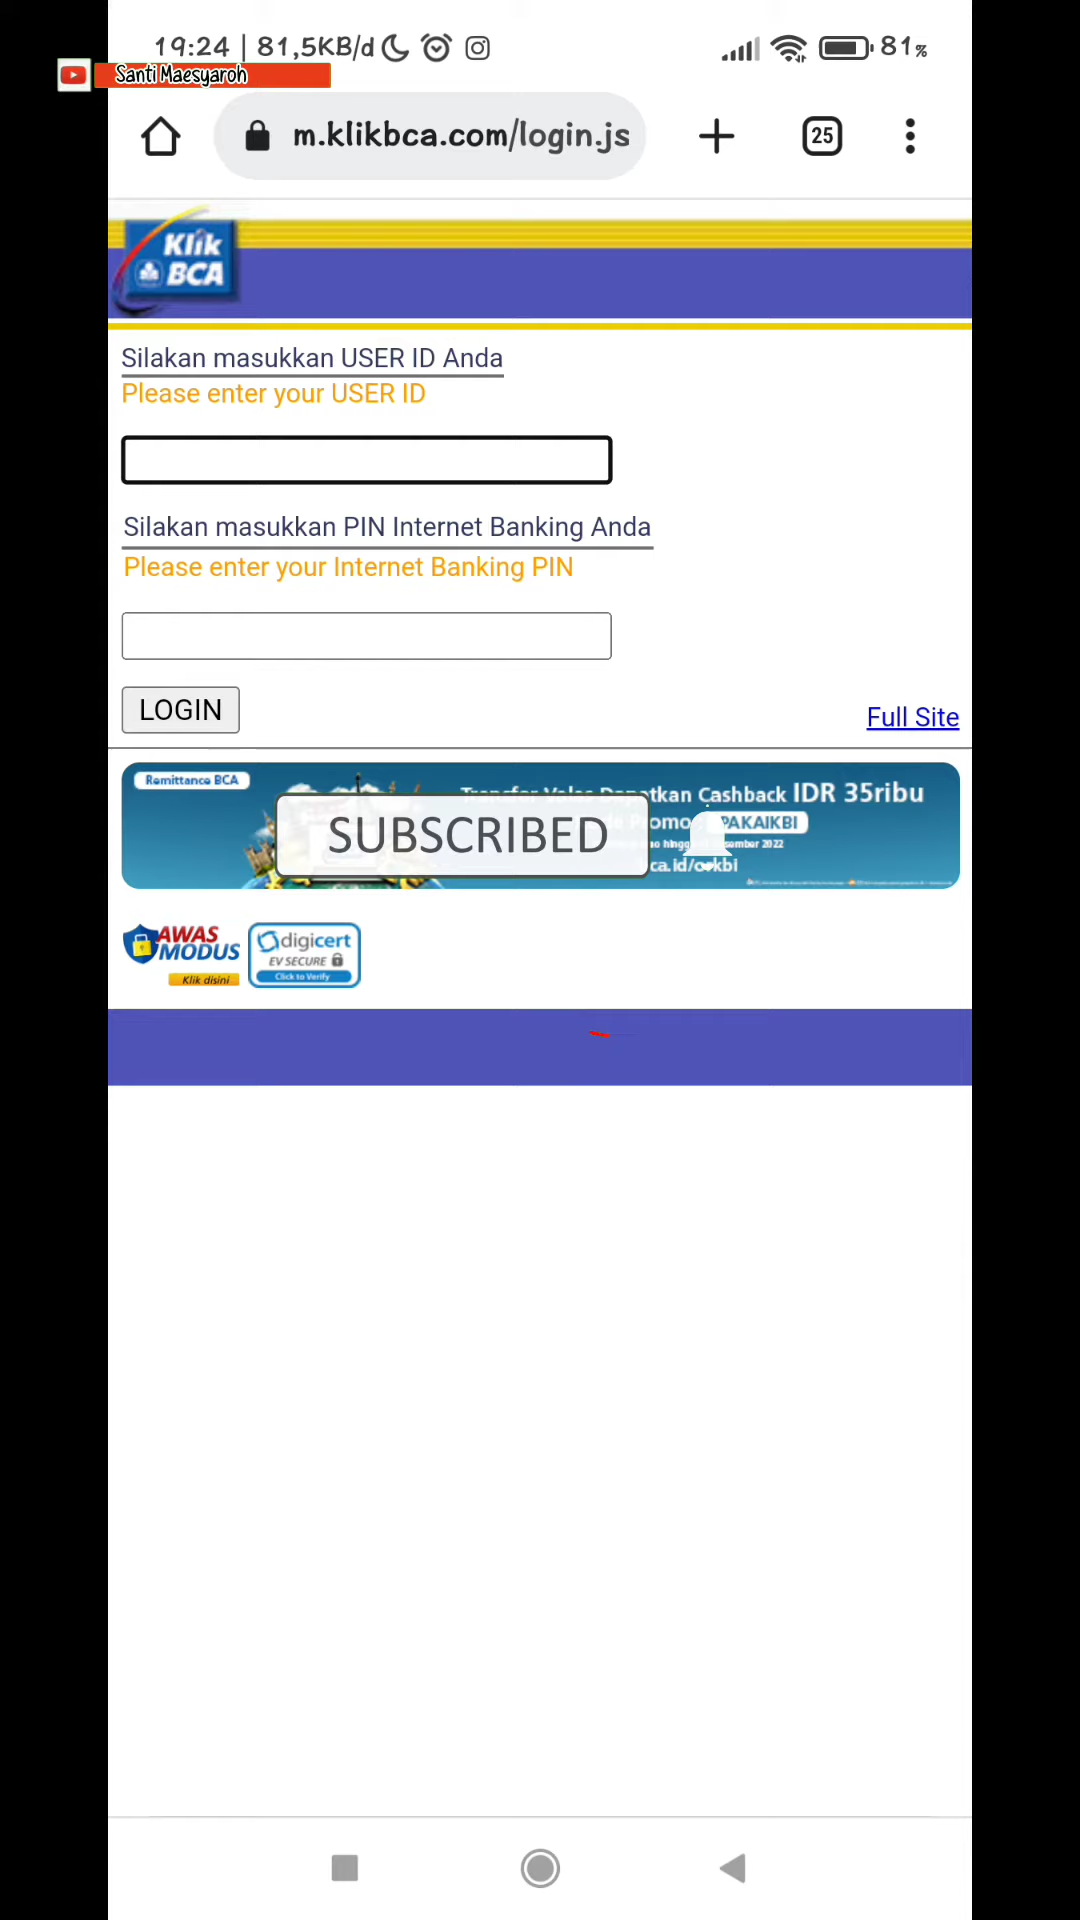 19:24 | 81,5KB/d
81%
Santi Maesyaroh
m.klikbca.com/login.js
25
Klik
BCA
Silakan masukkan USER ID Anda
Please enter your USER ID
Silakan masukkan PIN Internet Banking Anda
Please enter your Internet Banking PIN
LOGIN
Full Site
Remittance BCA
Cashback IDR 35ribu
SUBSCRIBED
PAKAIKBI
2022
AWAS
MODUS
Klik disini
digicert
EV SECURE
Click to Verify